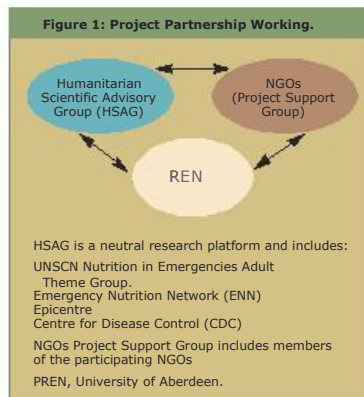 Figure 1: Project Partnership Working.
Humanitarian
Scientific Advisory
Group (HSAG)
NGOs
(Project Support
Group)
REN
HSAG is a neutral research platform and includes:
UNSCN Nutrition in Emergencies Adult
Theme Group.
Emergency Nutrition Network (ENN)
Epicentre
Centre for Disease Control (CDC)
NGOs Project Support Group includes members
of the participating NGOs
PREN, University of Aberdeen.